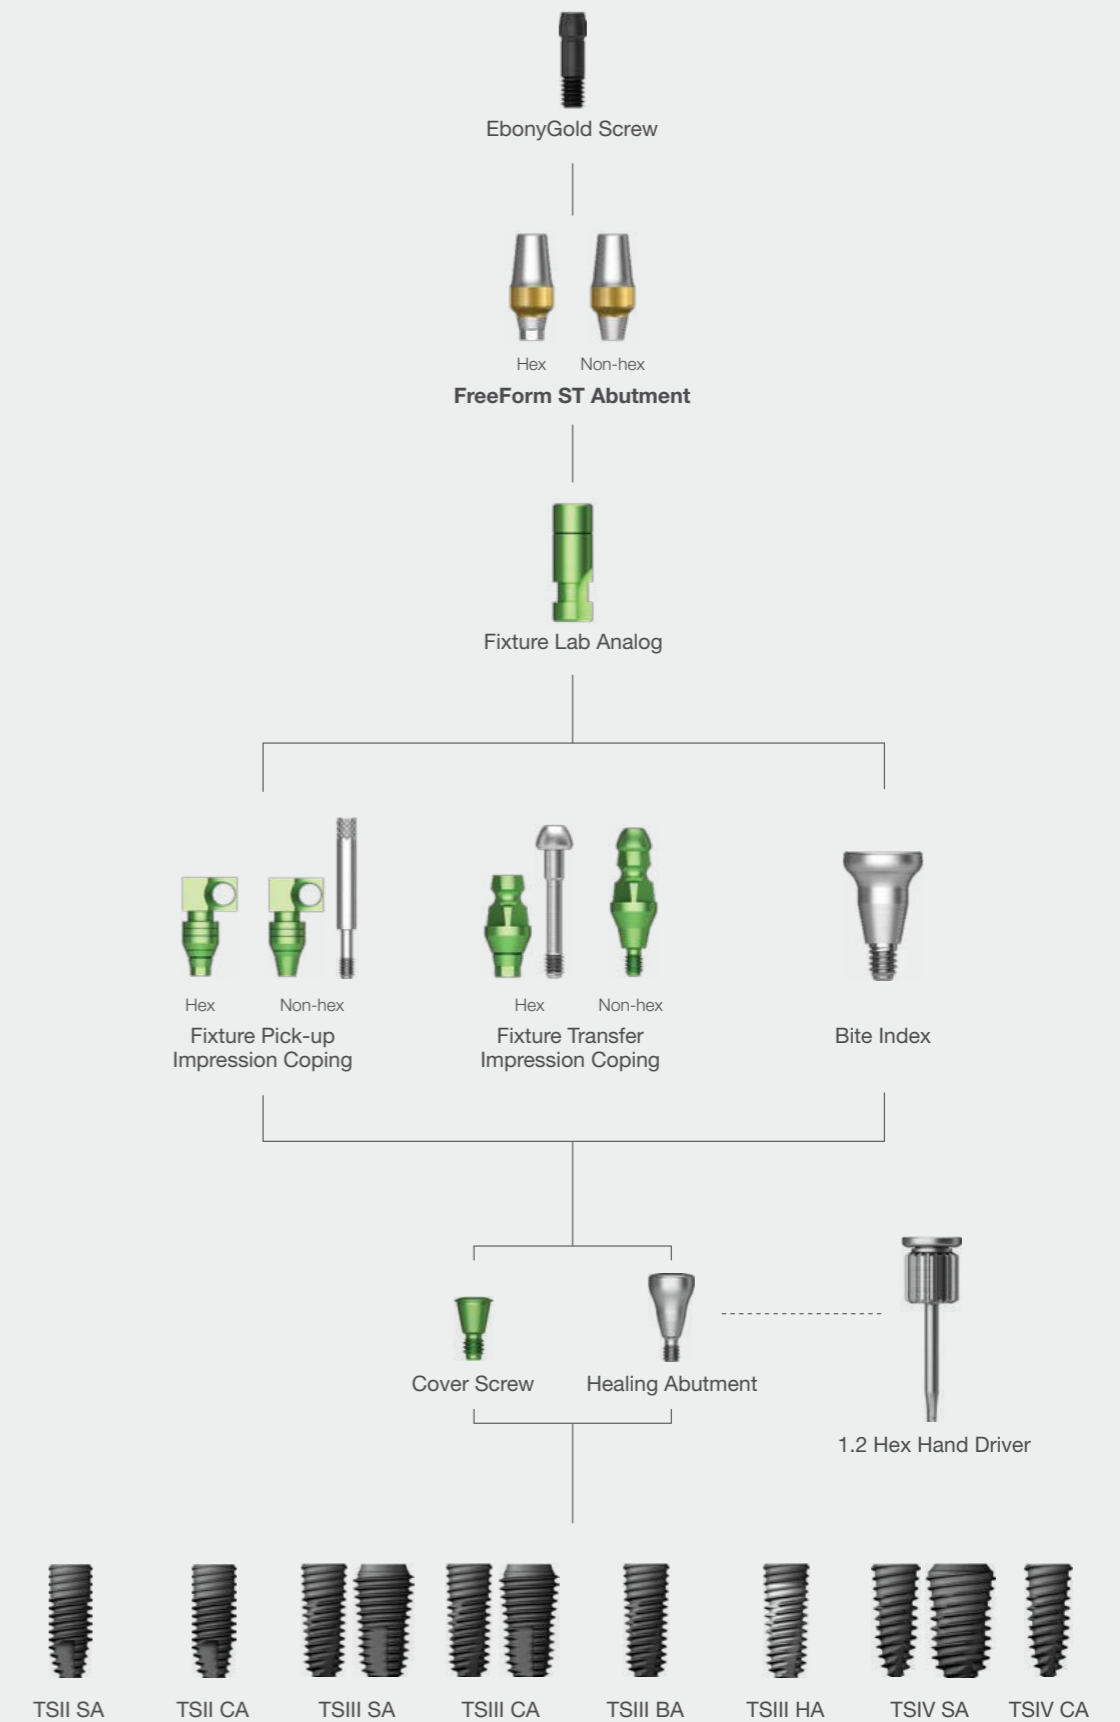 EbonyGold Screw
Hex
Non-hex
FreeForm ST Abutment
Fixture Lab Analog
Hex
Non-hex
Fixture Pick-up
Impression Coping
Hex
Non-hex
Fixture Transfer
Impression Coping
Bite Index
Cover Screw
Healing Abutment
1.2 Hex Hand Driver
TSII SA
TSII CA
TSIII SA
TSIII CA
TSIII BA
TSIII HA
TSIV SA
TSIV CA